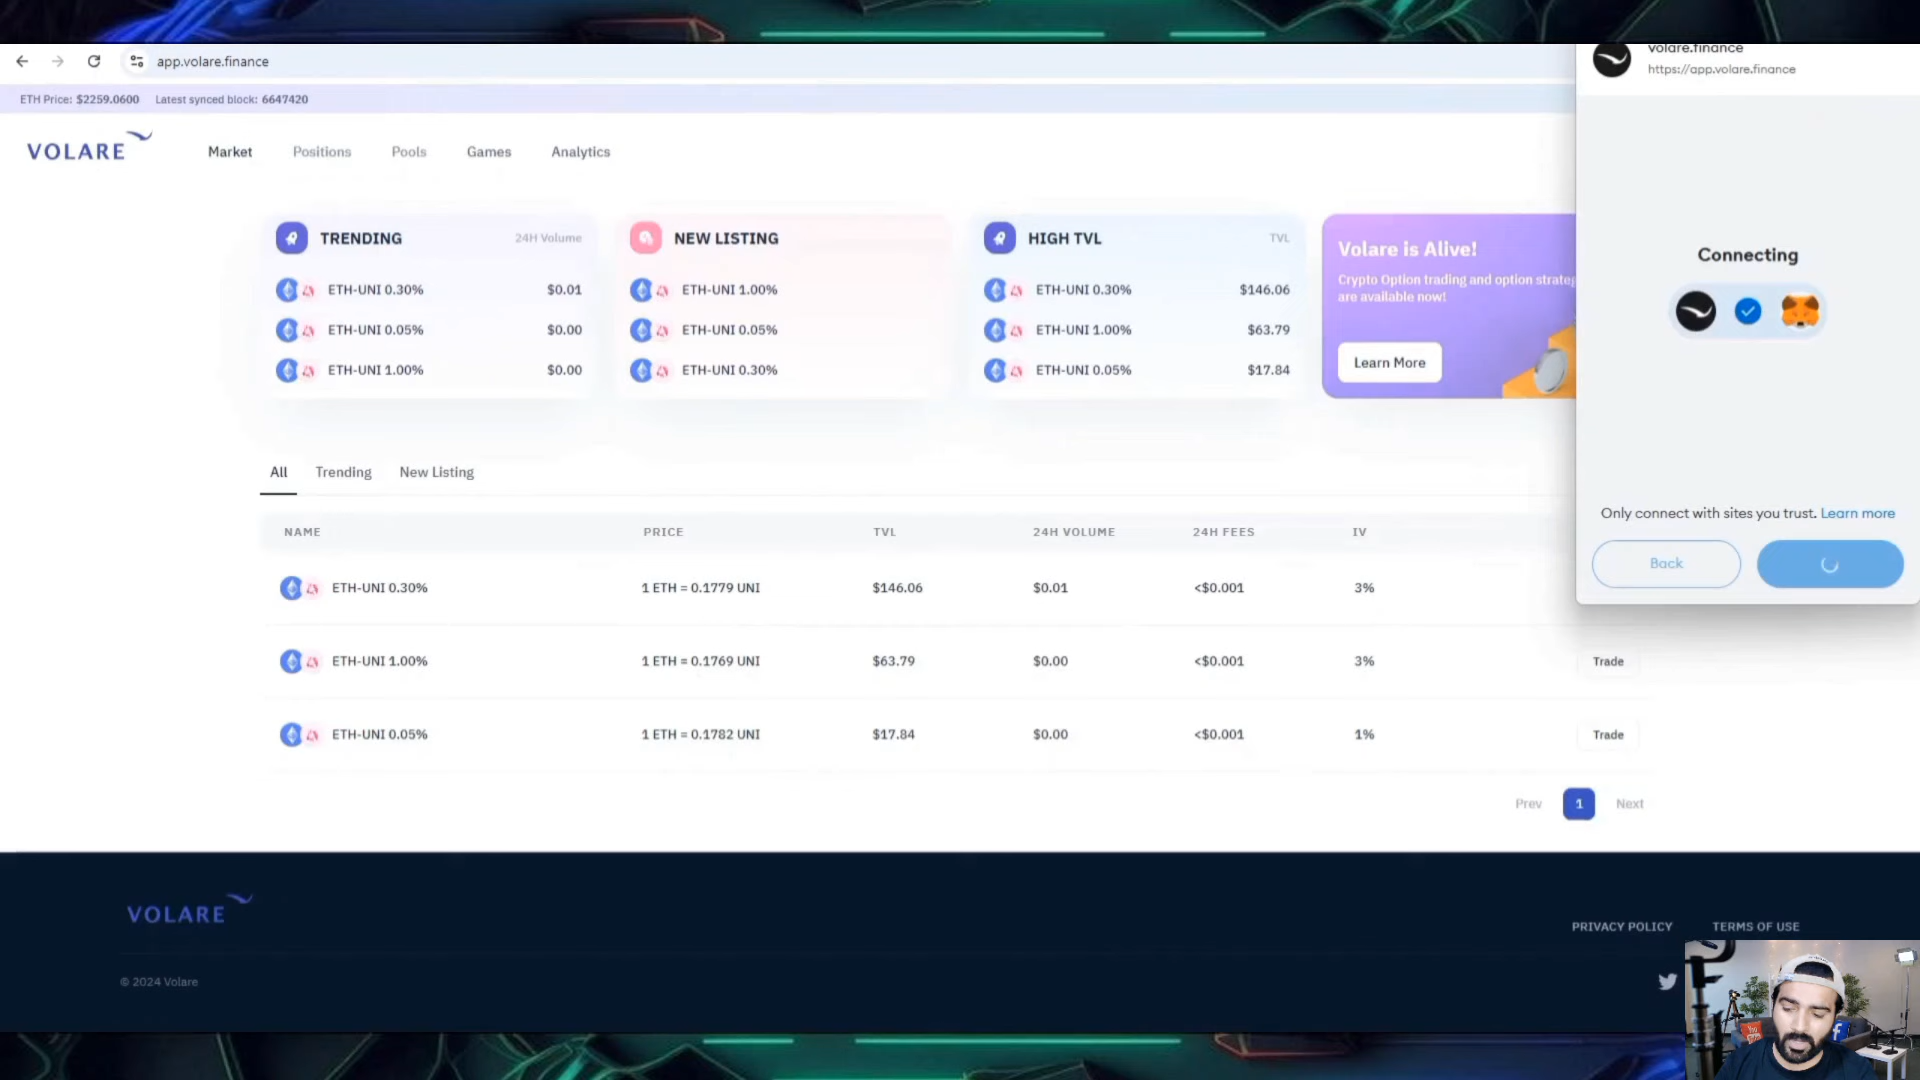 app.volare.finance
ETH Price: $2259.0600 Latest synced block: 6647420
VOLARE
Market Positions Pools Games Analytics
TRENDING 24H Volume
ETH-UNI 0.30% $0.01
ETH-UNI 0.05% $0.00
ETH-UNI 1.00% $0.00
NEW LISTING
ETH-UNI 1.00%
ETH-UNI 0.05%
ETH-UNI 0.30%
HIGH TVL TVL
ETH-UNI 0.30% $146.06
ETH-UNI 1.00% $63.79
ETH-UNI 0.05% $17.84
Volare is Alive!
Crypto Option trading and option strateg
are available now!
Learn More
volare.finance
https://app.volare.finance
Connecting
Only connect with sites you trust. Learn more
Back
All Trending New Listing
NAME PRICE TVL 24H VOLUME 24H FEES IV
ETH-UNI 0.30% 1 ETH = 0.1779 UNI $146.06 $0.01 <$0.001 3%
ETH-UNI 1.00% 1 ETH = 0.1769 UNI $63.79 $0.00 <$0.001 3% Trade
ETH-UNI 0.05% 1 ETH = 0.1782 UNI $17.84 $0.00 <$0.001 1% Trade
Prev 1 Next
VOLARE
PRIVACY POLICY TERMS OF USE
© 2024 Volare